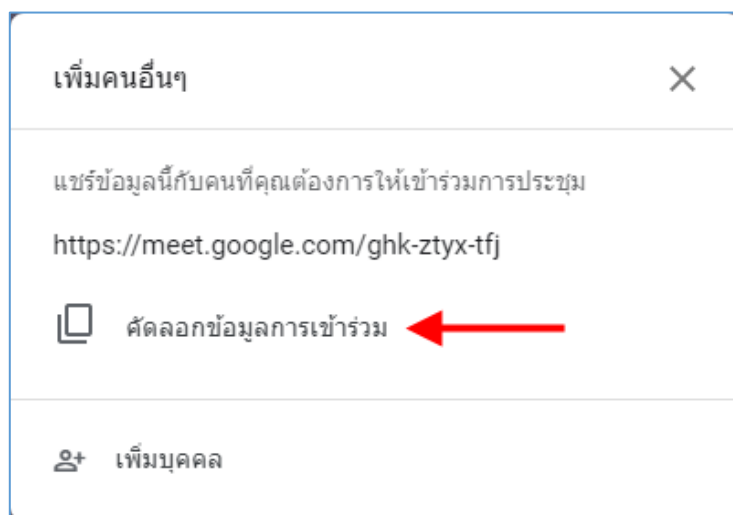 เพิ่มคนอื่นๆ
แชร์ข้อมูลนี้กับคนที่คุณต้องการให้เข้าร่วมการประชุม
https://meet.google.com/ghk-ztyx-tfj
คัดลอกข้อมูลการเข้าร่วม
เพิ่มบุคคล